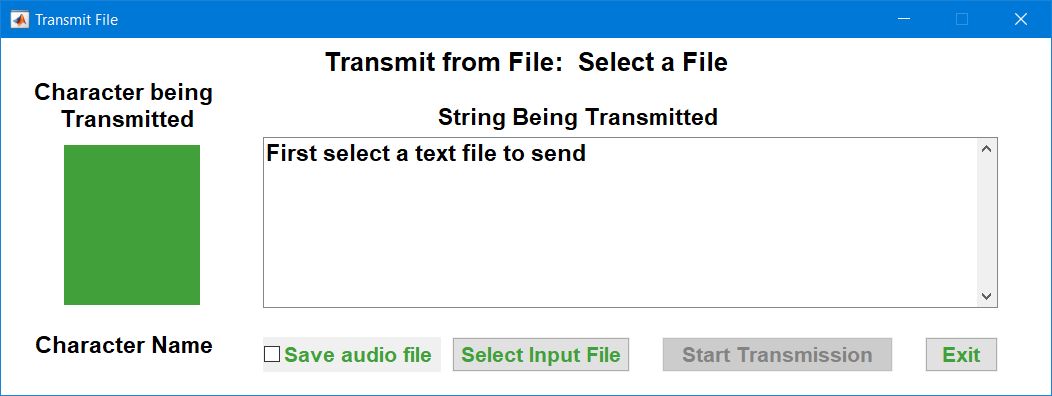 Transmit File
Transmit from File:  Select a File
Character being
Transmitted
String Being Transmitted
First select a text file to send
Character Name
Save audio file
Select Input File
Start Transmission
Exit